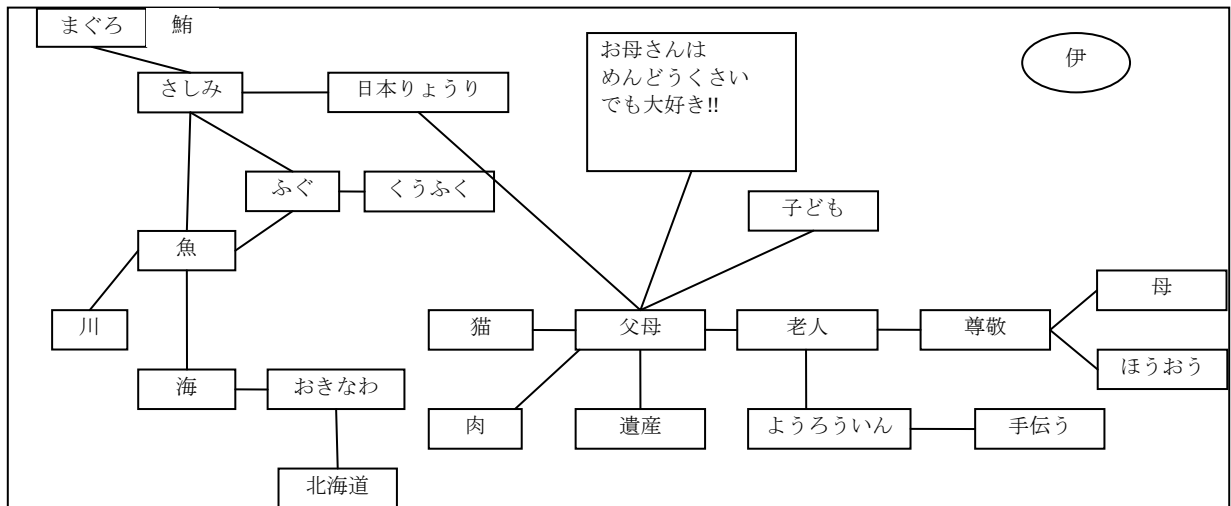 まぐろ
鮪
お母さんは
めんどうくさい
でも大好き!!
伊
さしみ
日本りょうり
ふぐ
くうふく
子ども
魚
母
川
猫
父母
老人
尊敬
ほうおう
海
おきなわ
肉
遺産
ようろういん
手伝う
北海道